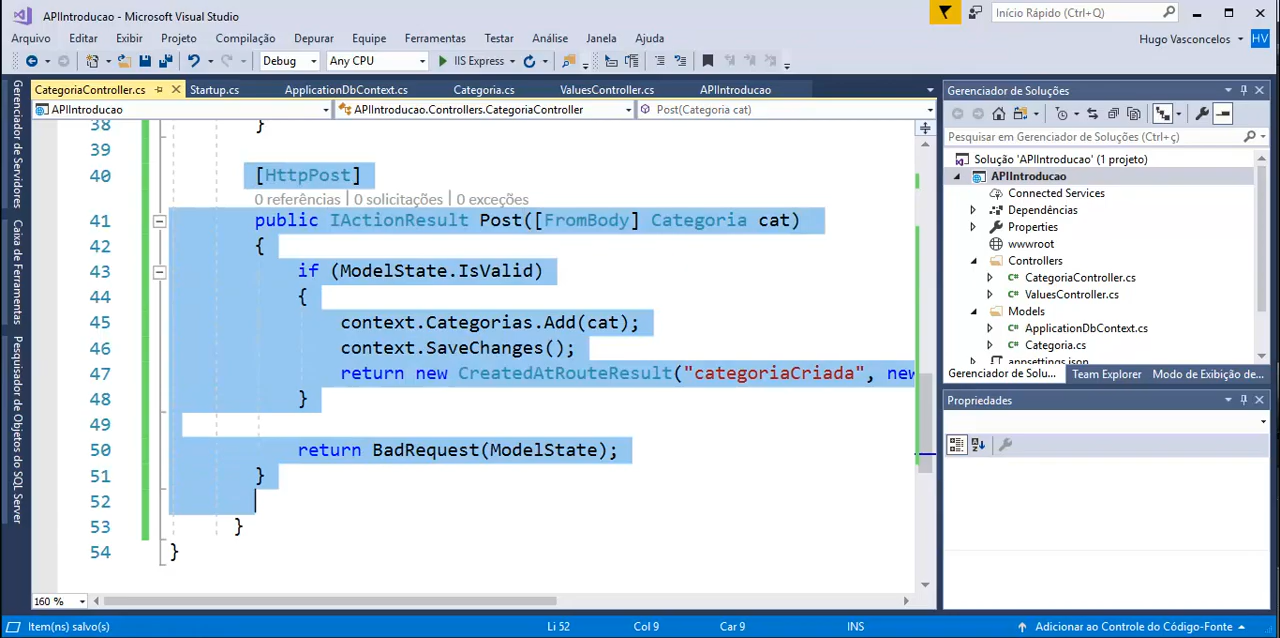 APIIntroducao - Microsoft Visual Studio
Início Rápido (Ctrl+Q)
Arquivo Editar Exibir Projeto Compilação Depurar Equipe Ferramentas Testar Análise Janela Ajuda
Hugo Vasconcelos HV
Debug Any CPU IIS Express
CategoriaController.cs Startup.cs ApplicationDbContext.cs Categoria.cs ValuesController.cs APIIntroducao
APIIntroducao APIIntroducao.Controllers.CategoriaController Post(Categoria cat)
38 }
39
40 [HttpPost]
0 referências | 0 solicitações | 0 exceções
41 public IActionResult Post([FromBody] Categoria cat)
42 {
43 if (ModelState.IsValid)
44 {
45 context.Categorias.Add(cat);
46 context.SaveChanges();
47 return new CreatedAtRouteResult("categoriaCriada", new
48 }
49
50 return BadRequest(ModelState);
51 }
52
53 }
54 }
160 %
Gerenciador de Servidores
Caixa de Ferramentas
Pesquisador de Objetos do SQL Server
Gerenciador de Soluções
Pesquisar em Gerenciador de Soluções (Ctrl+ç)
Solução 'APIIntroducao' (1 projeto)
APIIntroducao
Connected Services
Dependências
Properties
wwwroot
Controllers
C# CategoriaController.cs
C# ValuesController.cs
Models
C# ApplicationDbContext.cs
C# Categoria.cs
appsettings.json
Gerenciador de Solu... Team Explorer Modo de Exibição de...
Propriedades
Item(ns) salvo(s) Li 52 Col 9 Car 9 INS Adicionar ao Controle do Código-Fonte